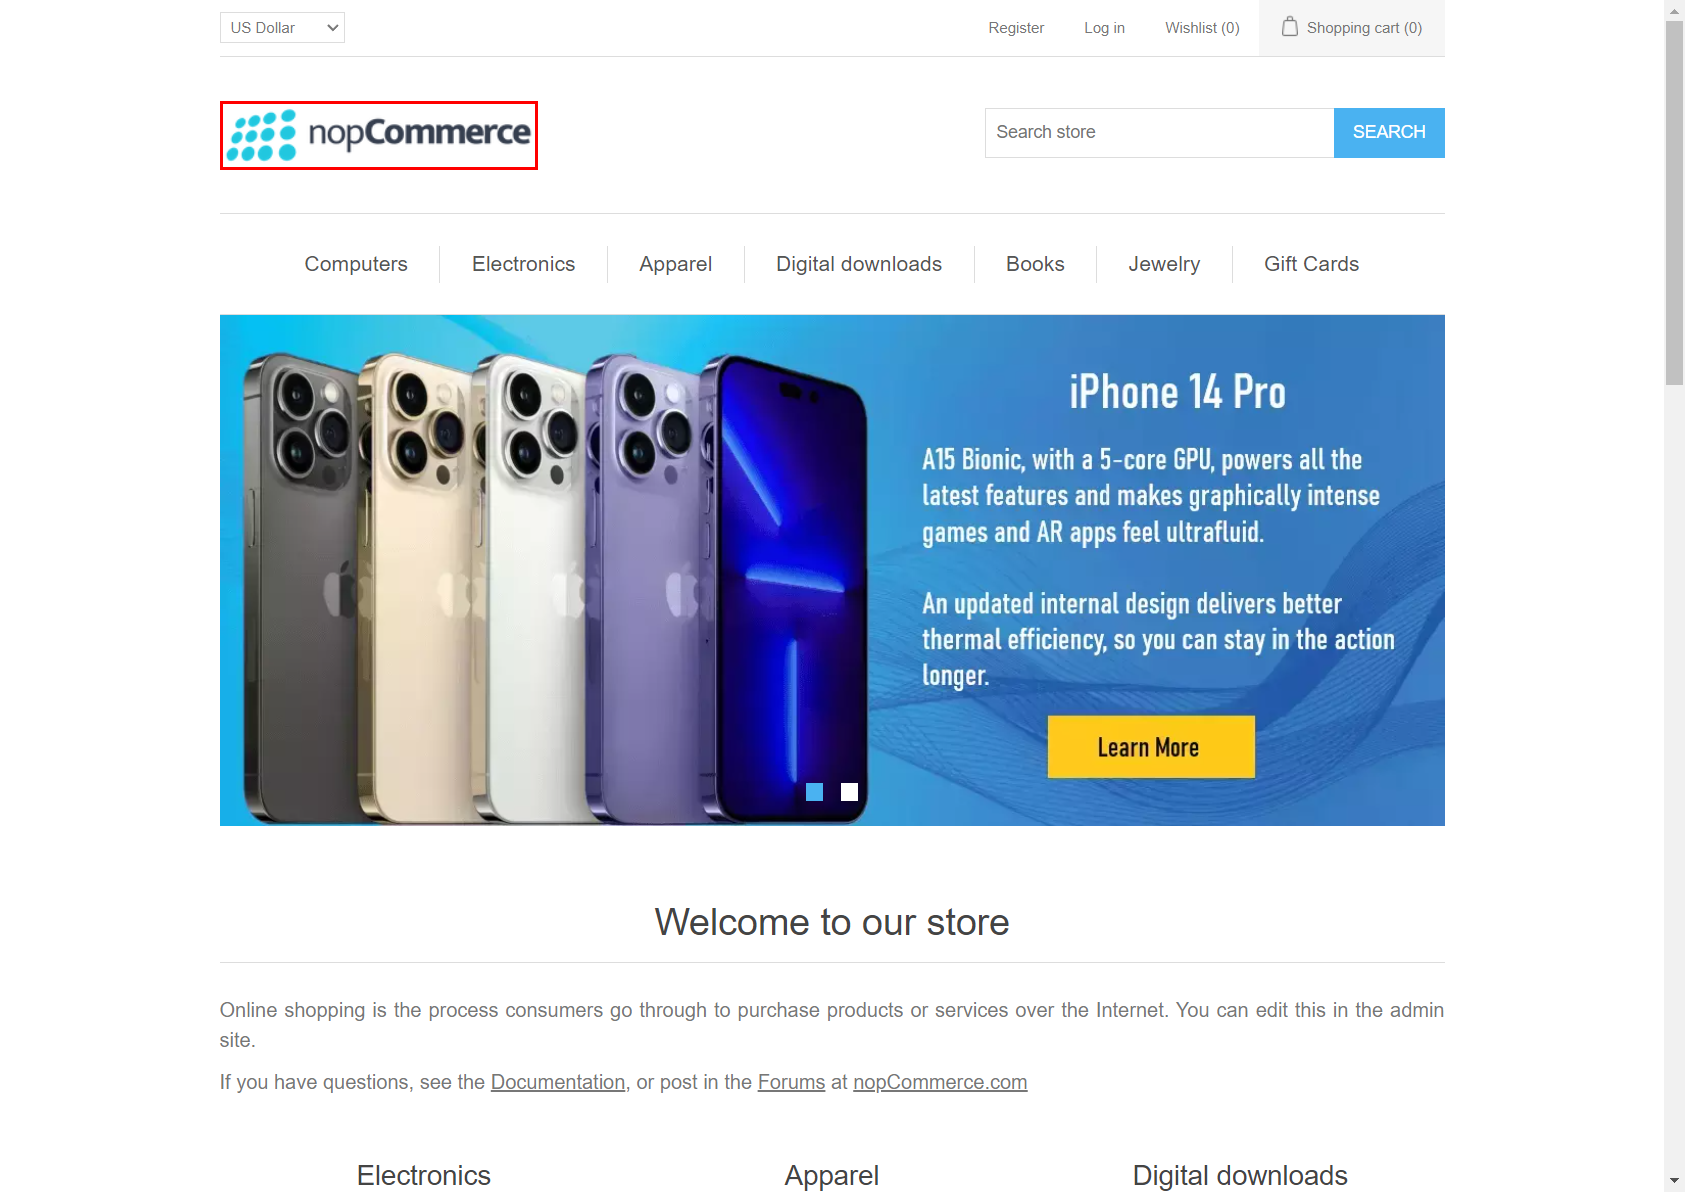 US Dollar
Register
Log in
Wishlist (0)
Shopping cart (0)
nopCommerce
Search store
SEARCH
Computers
Electronics
Apparel
Digital downloads
Books
Jewelry
Gift Cards
iPhone 14 Pro
A15 Bionic, with a 5-core GPU, powers all the
latest features and makes graphically intense
games and AR apps feel ultrafluid.
An updated internal design delivers better
thermal efficiency, so you can stay in the action
longer.
Learn More
Welcome to our store
Online shopping is the process consumers go through to purchase products or services over the Internet. You can edit this in the admin
site.
If you have questions, see the Documentation, or post in the Forums at nopCommerce.com
Electronics
Apparel
Digital downloads